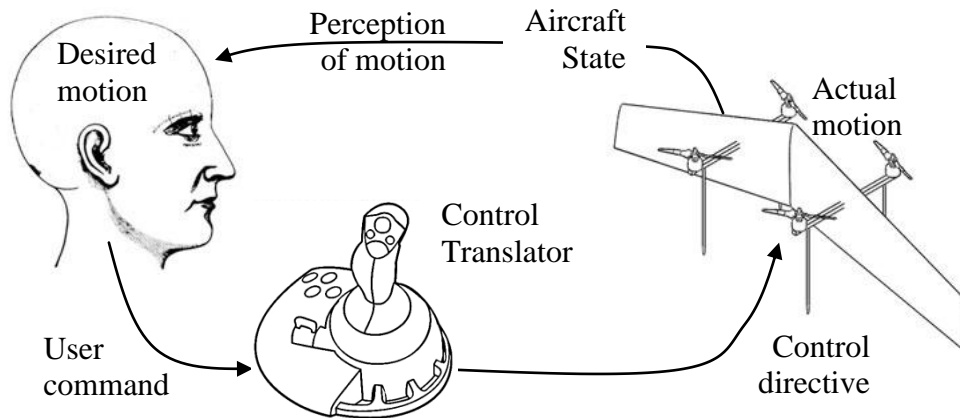 Desired
motion
Perception
of motion
Aircraft
State
Actual
motion
Control
Translator
User
command
Control
directive